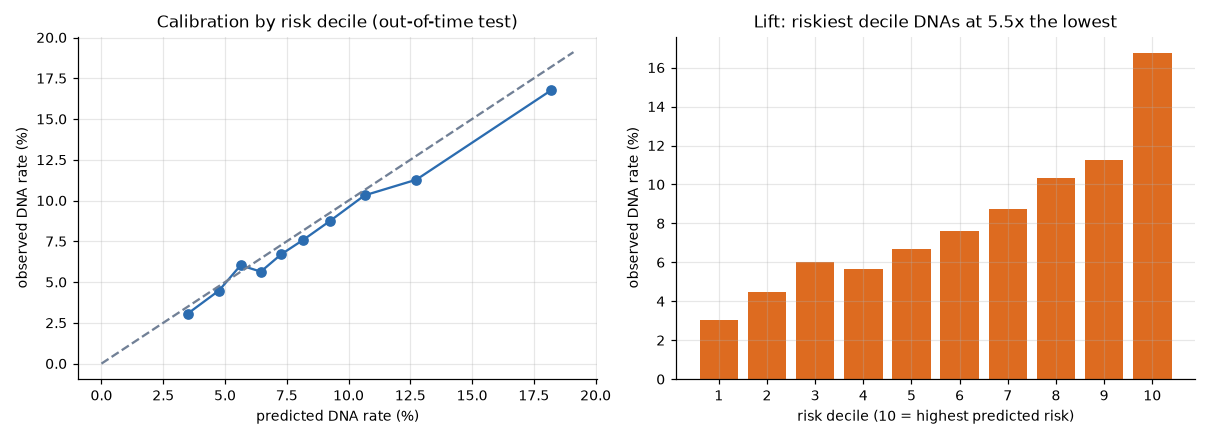 Calibration by risk decile (out-of-time test)
20.0
17.5
15.0
12.5
10.0
7.5
5.0
2.5
0.0
observed DNA rate (%)
0.0 2.5 5.0 7.5 10.0 12.5 15.0 17.5 20.0
predicted DNA rate (%)
Lift: riskiest decile DNAs at 5.5x the lowest
16
14
12
10
8
6
4
2
0
observed DNA rate (%)
1 2 3 4 5 6 7 8 9 10
risk decile (10 = highest predicted risk)